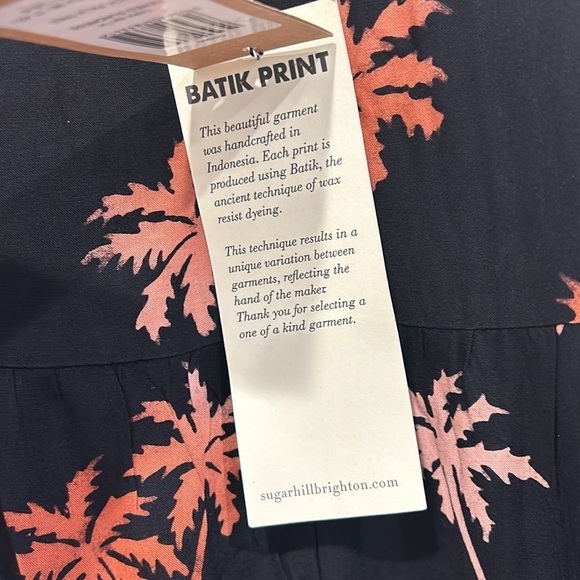 BATIK PRINT
This beautiful garment
was handcrafted in
Indonesia. Each print is
produced using Batik, the
ancient technique of wax
resist dyeing.
This technique results in a
unique variation between
garments, reflecting the
hand of the maker
Thank you for selecting a
one of a kind garment.
sugarhillbrighton.com